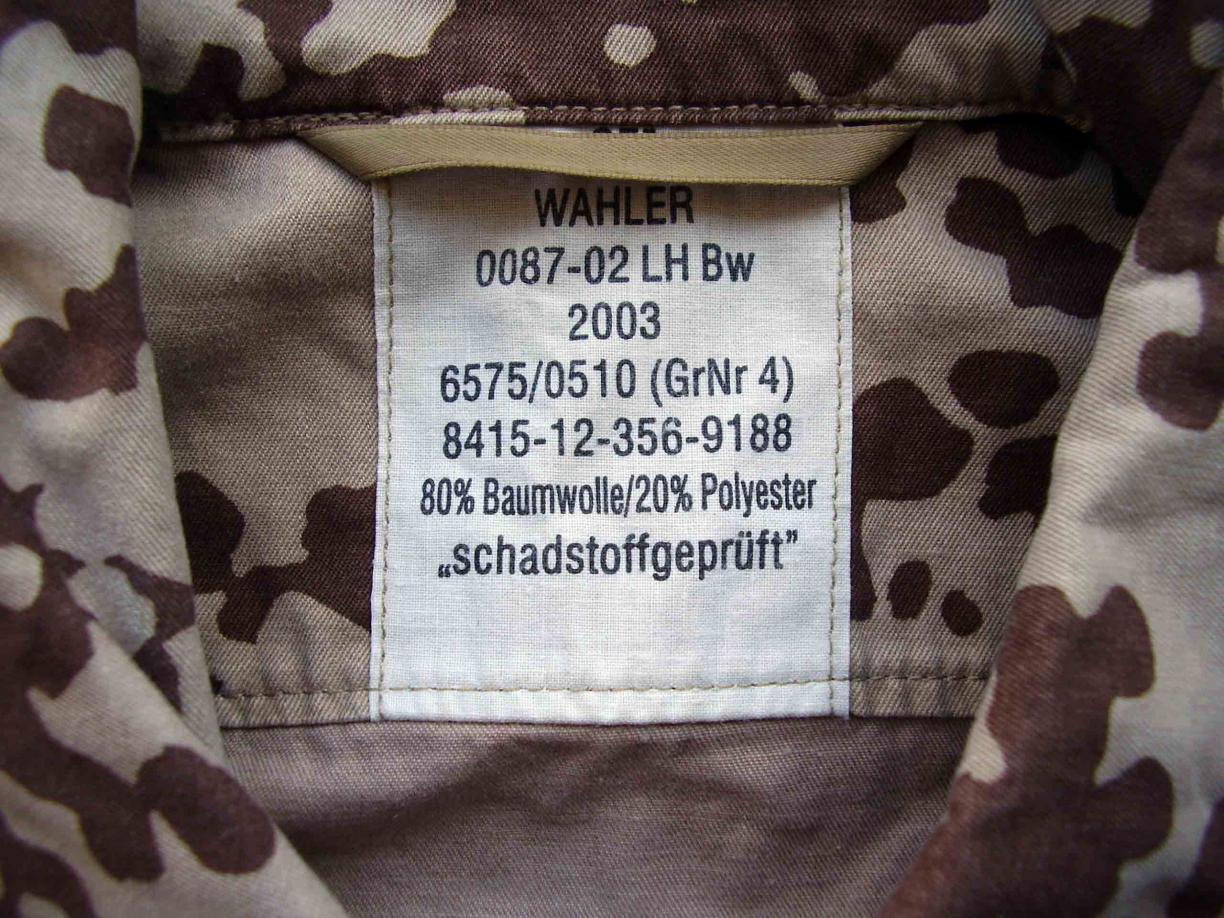 WAHLER
0087-02 LH Bw
2003
6575/0510 (GrNr 4)
8415-12-356-9188
80% Baumwolle/20% Polyester
„schadstoffgeprüft”